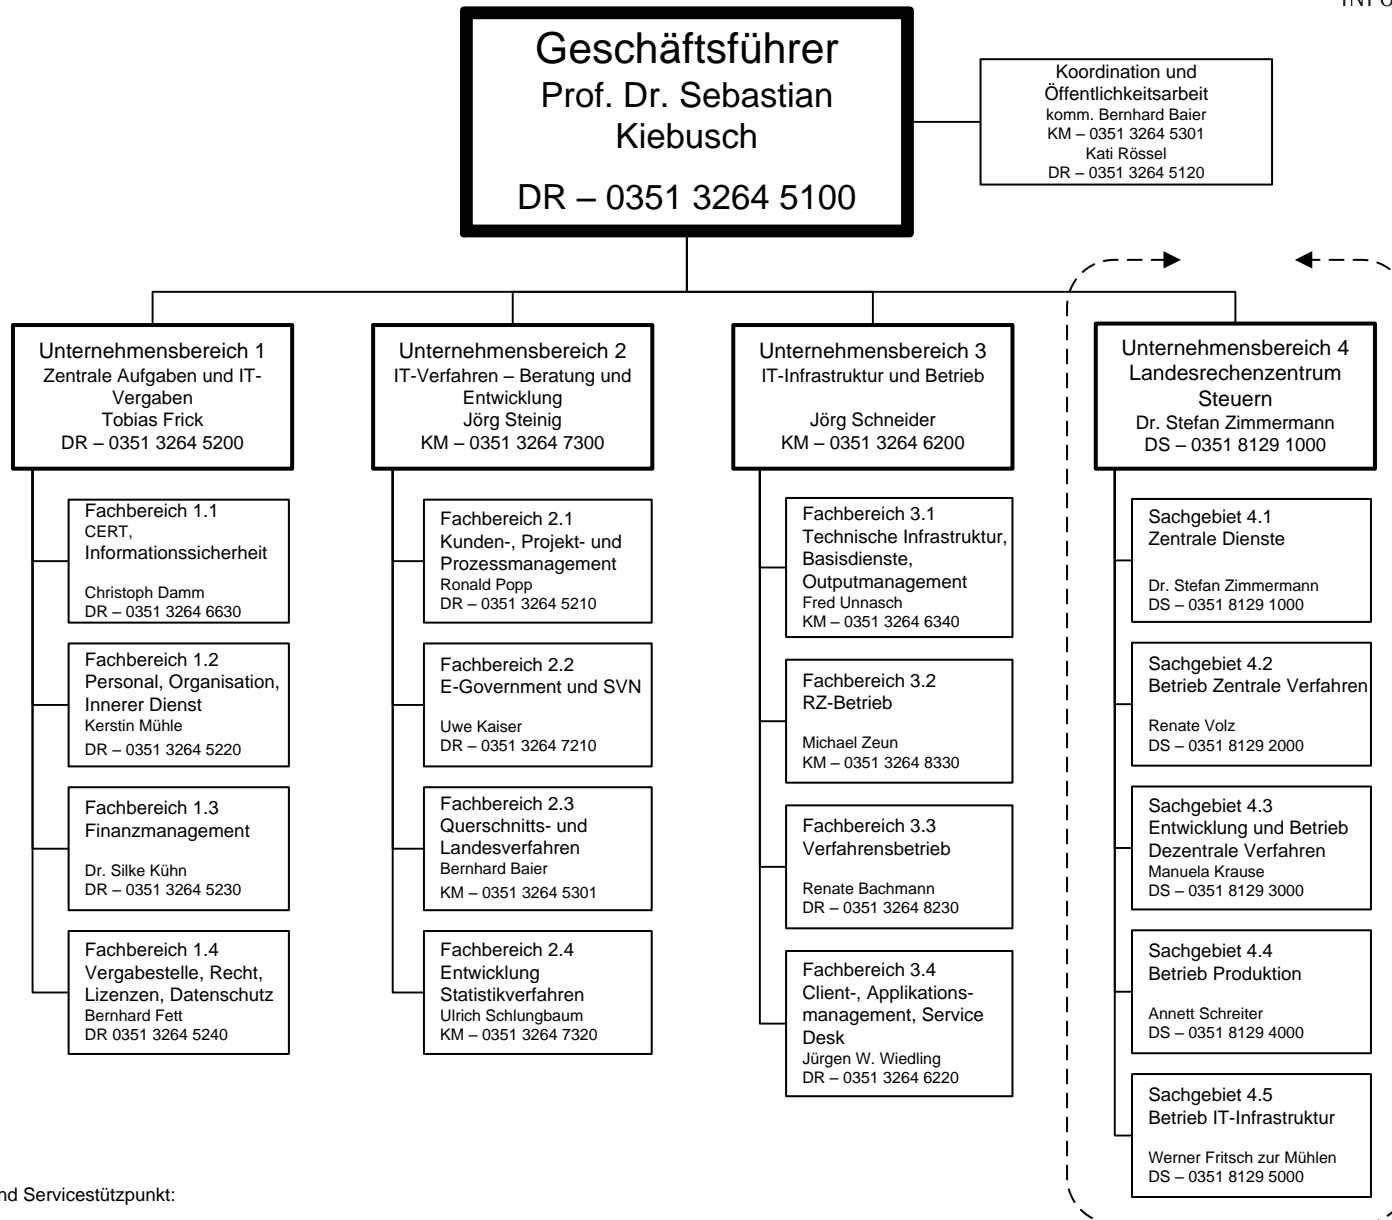 INFO
Geschäftsführer
Prof. Dr. Sebastian
Kiebusch
DR – 0351 3264 5100
Koordination und
Öffentlichkeitsarbeit
komm. Bernhard Baier
KM – 0351 3264 5301
Kati Rössel
DR – 0351 3264 5120
Unternehmensbereich 1
Zentrale Aufgaben und IT-
Vergaben
Tobias Frick
DR – 0351 3264 5200
Fachbereich 1.1
CERT,
Informationssicherheit
Christoph Damm
DR – 0351 3264 6630
Fachbereich 1.2
Personal, Organisation,
Innerer Dienst
Kerstin Mühle
DR – 0351 3264 5220
Fachbereich 1.3
Finanzmanagement
Dr. Silke Kühn
DR – 0351 3264 5230
Fachbereich 1.4
Vergabestelle, Recht,
Lizenzen, Datenschutz
Bernhard Fett
DR 0351 3264 5240
Unternehmensbereich 2
IT-Verfahren – Beratung und
Entwicklung
Jörg Steinig
KM – 0351 3264 7300
Fachbereich 2.1
Kunden-, Projekt- und
Prozessmanagement
Ronald Popp
DR – 0351 3264 5210
Fachbereich 2.2
E-Government und SVN
Uwe Kaiser
DR – 0351 3264 7210
Fachbereich 2.3
Querschnitts- und
Landesverfahren
Bernhard Baier
KM – 0351 3264 5301
Fachbereich 2.4
Entwicklung
Statistikverfahren
Ulrich Schlungbaum
KM – 0351 3264 7320
Unternehmensbereich 3
IT-Infrastruktur und Betrieb
Jörg Schneider
KM – 0351 3264 6200
Fachbereich 3.1
Technische Infrastruktur,
Basisdienste,
Outputmanagement
Fred Unnasch
KM – 0351 3264 6340
Fachbereich 3.2
RZ-Betrieb
Michael Zeun
KM – 0351 3264 8330
Fachbereich 3.3
Verfahrensbetrieb
Renate Bachmann
DR – 0351 3264 8230
Fachbereich 3.4
Client-, Applikations-
management, Service
Desk
Jürgen W. Wiedling
DR – 0351 3264 6220
Unternehmensbereich 4
Landesrechenzentrum
Steuern
Dr. Stefan Zimmermann
DS – 0351 8129 1000
Sachgebiet 4.1
Zentrale Dienste
Dr. Stefan Zimmermann
DS – 0351 8129 1000
Sachgebiet 4.2
Betrieb Zentrale Verfahren
Renate Volz
DS – 0351 8129 2000
Sachgebiet 4.3
Entwicklung und Betrieb
Dezentrale Verfahren
Manuela Krause
DS – 0351 8129 3000
Sachgebiet 4.4
Betrieb Produktion
Annett Schreiter
DS – 0351 8129 4000
Sachgebiet 4.5
Betrieb IT-Infrastruktur
Werner Fritsch zur Mühlen
DS – 0351 8129 5000
nd Servicestützpunkt: